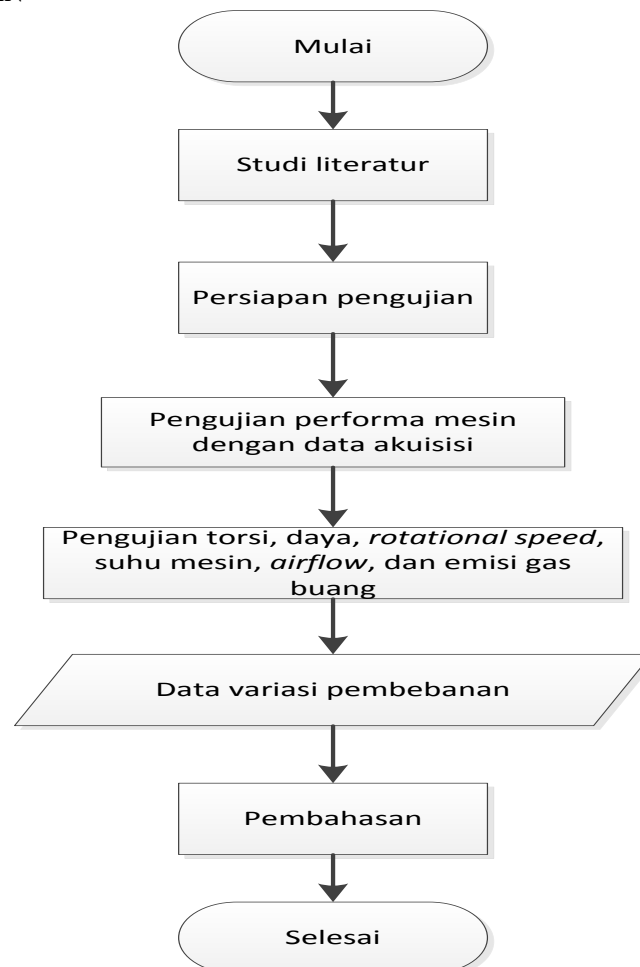 Mulai
Studi literatur
Persiapan pengujian
Pengujian performa mesin
dengan data akuisisi
Pengujian torsi, daya, rotational speed,
suhu mesin, airflow, dan emisi gas
buang
Data variasi pembebanan
Pembahasan
Selesai